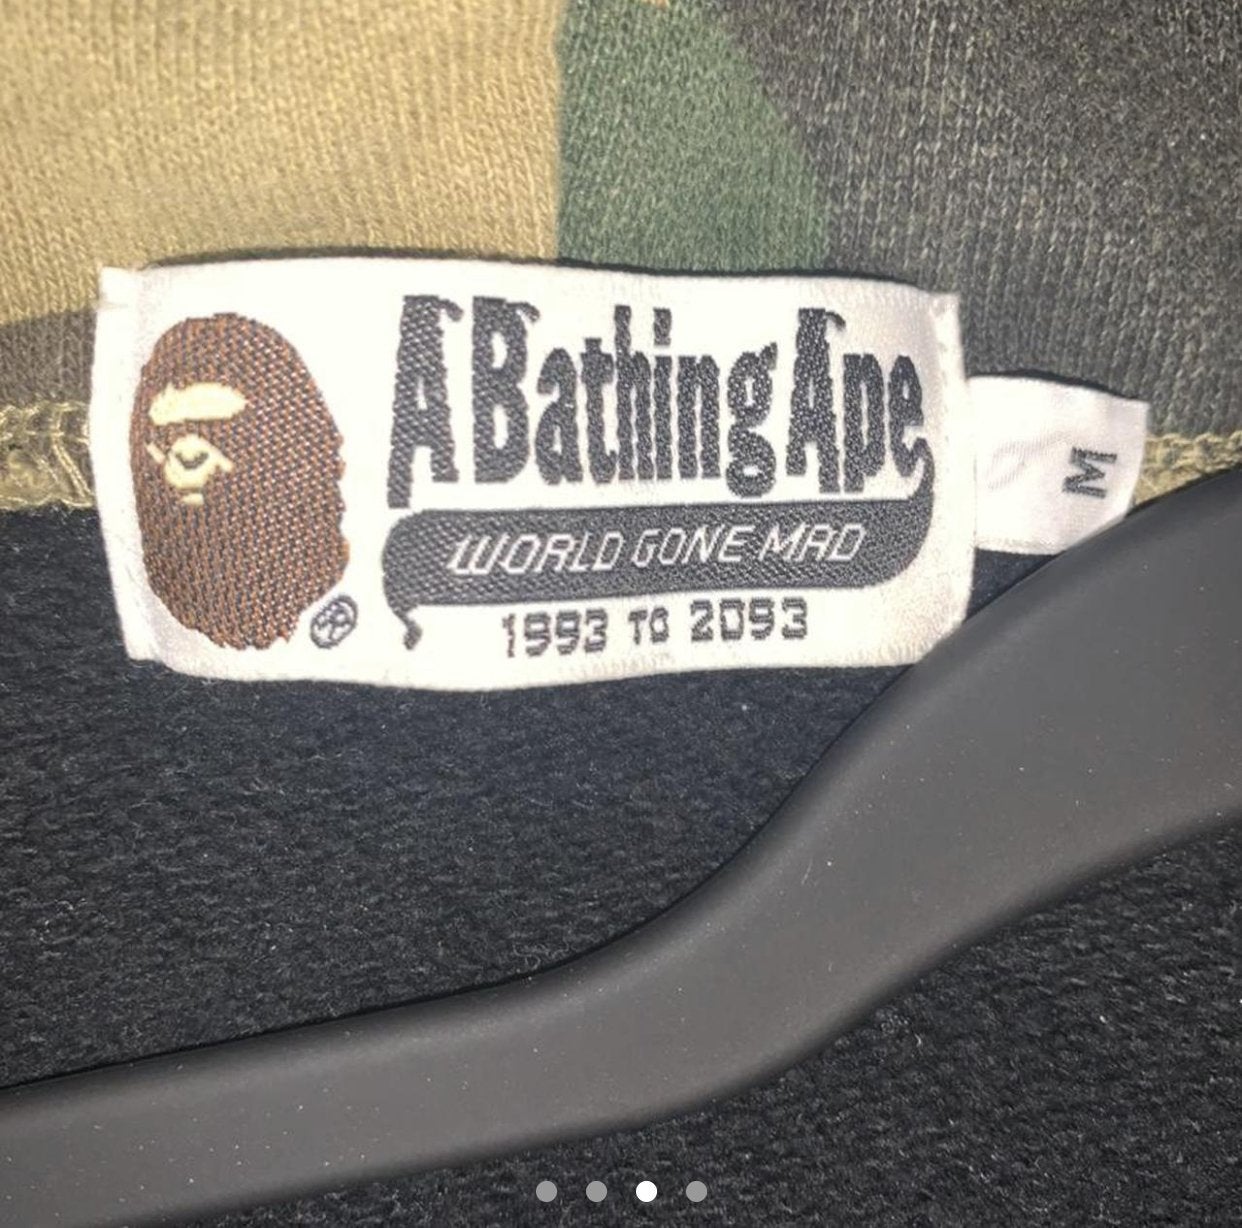 A Bathing Ape
WORLD GONE MAD
1993 TO 2093
®
M